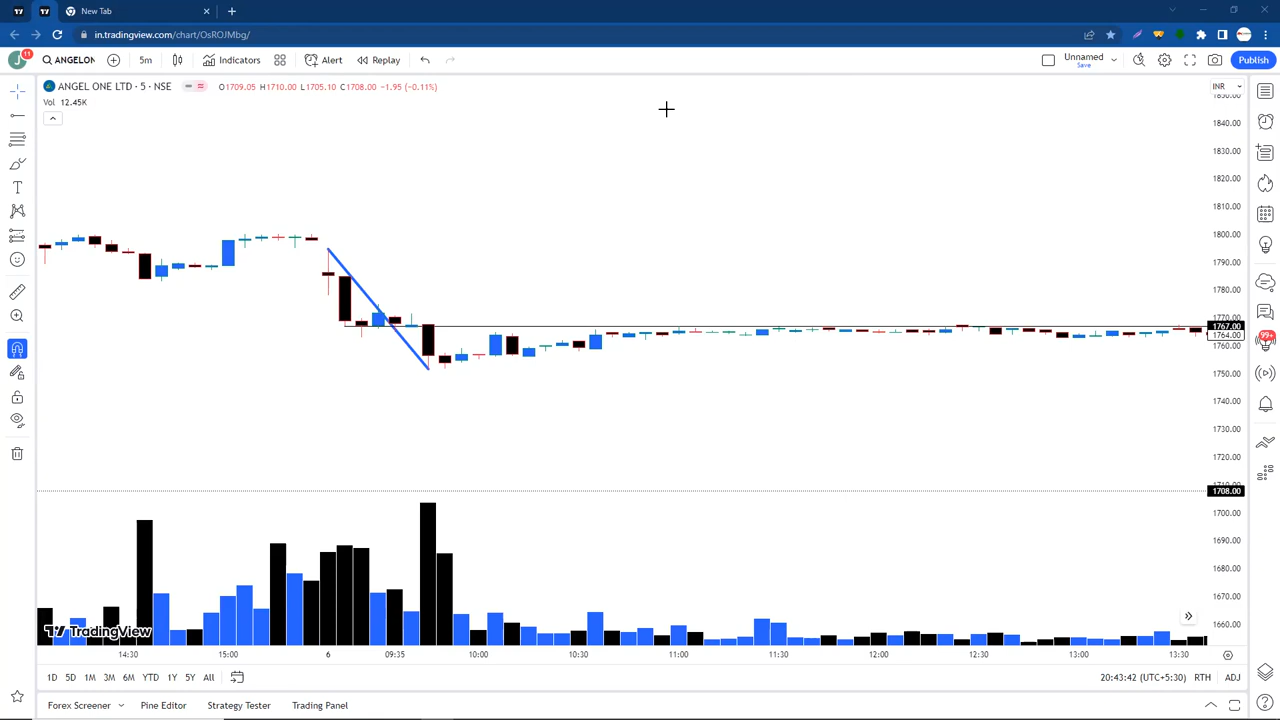 New Tab
in.tradingview.com/chart/OsROJMbg/
J 11 ANGELON 5m Indicators Alert Replay Unnamed Save Publish
ANGEL ONE LTD · 5 · NSE O1709.05 H1710.00 L1705.10 C1708.00 −1.95 (−0.11%) INR
Vol 12.45K
1850.00
1840.00
1830.00
1820.00
1810.00
1800.00
1790.00
1780.00
1770.00
1767.00
1764.00
1760.00
1750.00
1740.00
1730.00
1720.00
1710.00
1708.00
1700.00
1690.00
1680.00
1670.00
1660.00
99+
TradingView
14:30 15:00 6 09:35 10:00 10:30 11:00 11:30 12:00 12:30 13:00 13:30
1D 5D 1M 3M 6M YTD 1Y 5Y All 20:43:42 (UTC+5:30) RTH ADJ
Forex Screener Pine Editor Strategy Tester Trading Panel